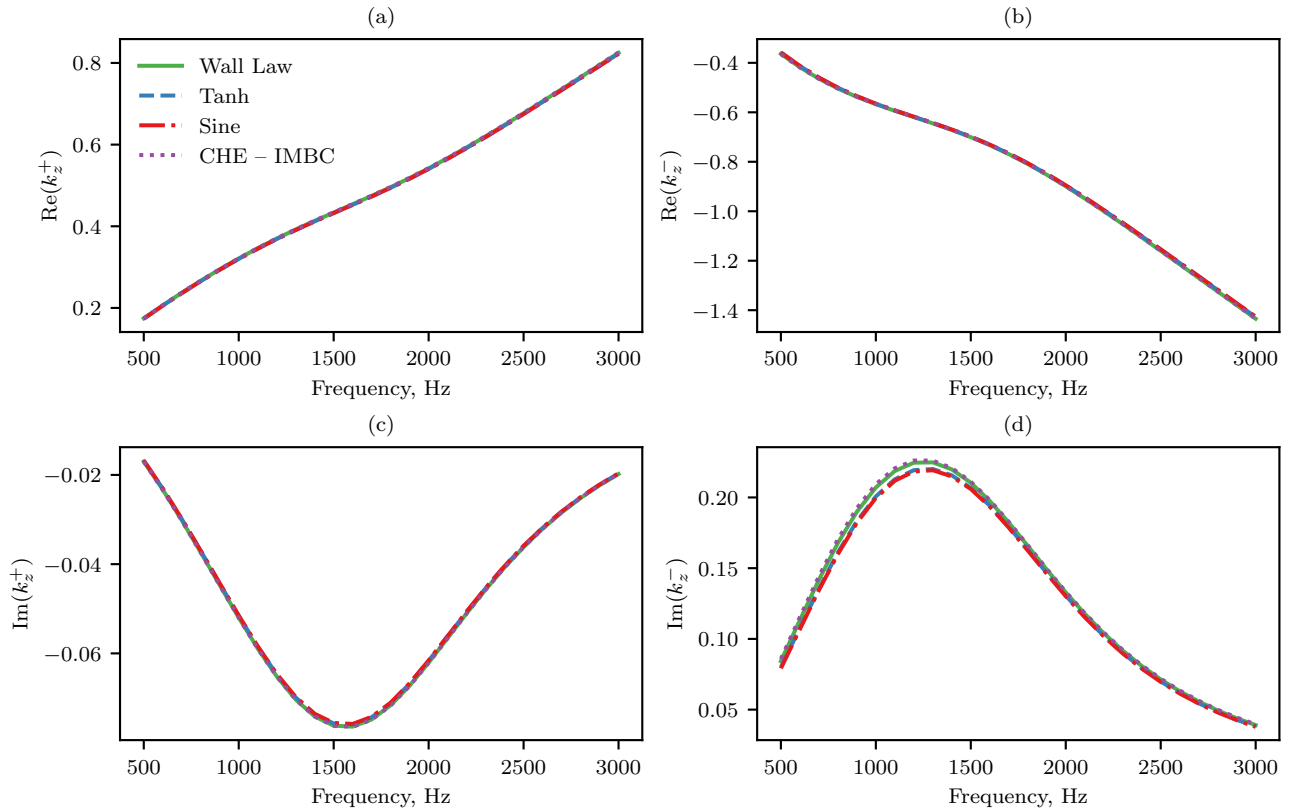 (a)
Re(k_z^+)
0.8
0.6
0.4
0.2
Wall Law
Tanh
Sine
CHE – IMBC
500 1000 1500 2000 2500 3000
Frequency, Hz
(b)
Re(k_z^-)
−0.4
−0.6
−0.8
−1.0
−1.2
−1.4
500 1000 1500 2000 2500 3000
Frequency, Hz
(c)
Im(k_z^+)
−0.02
−0.04
−0.06
500 1000 1500 2000 2500 3000
Frequency, Hz
(d)
Im(k_z^-)
0.20
0.15
0.10
0.05
500 1000 1500 2000 2500 3000
Frequency, Hz